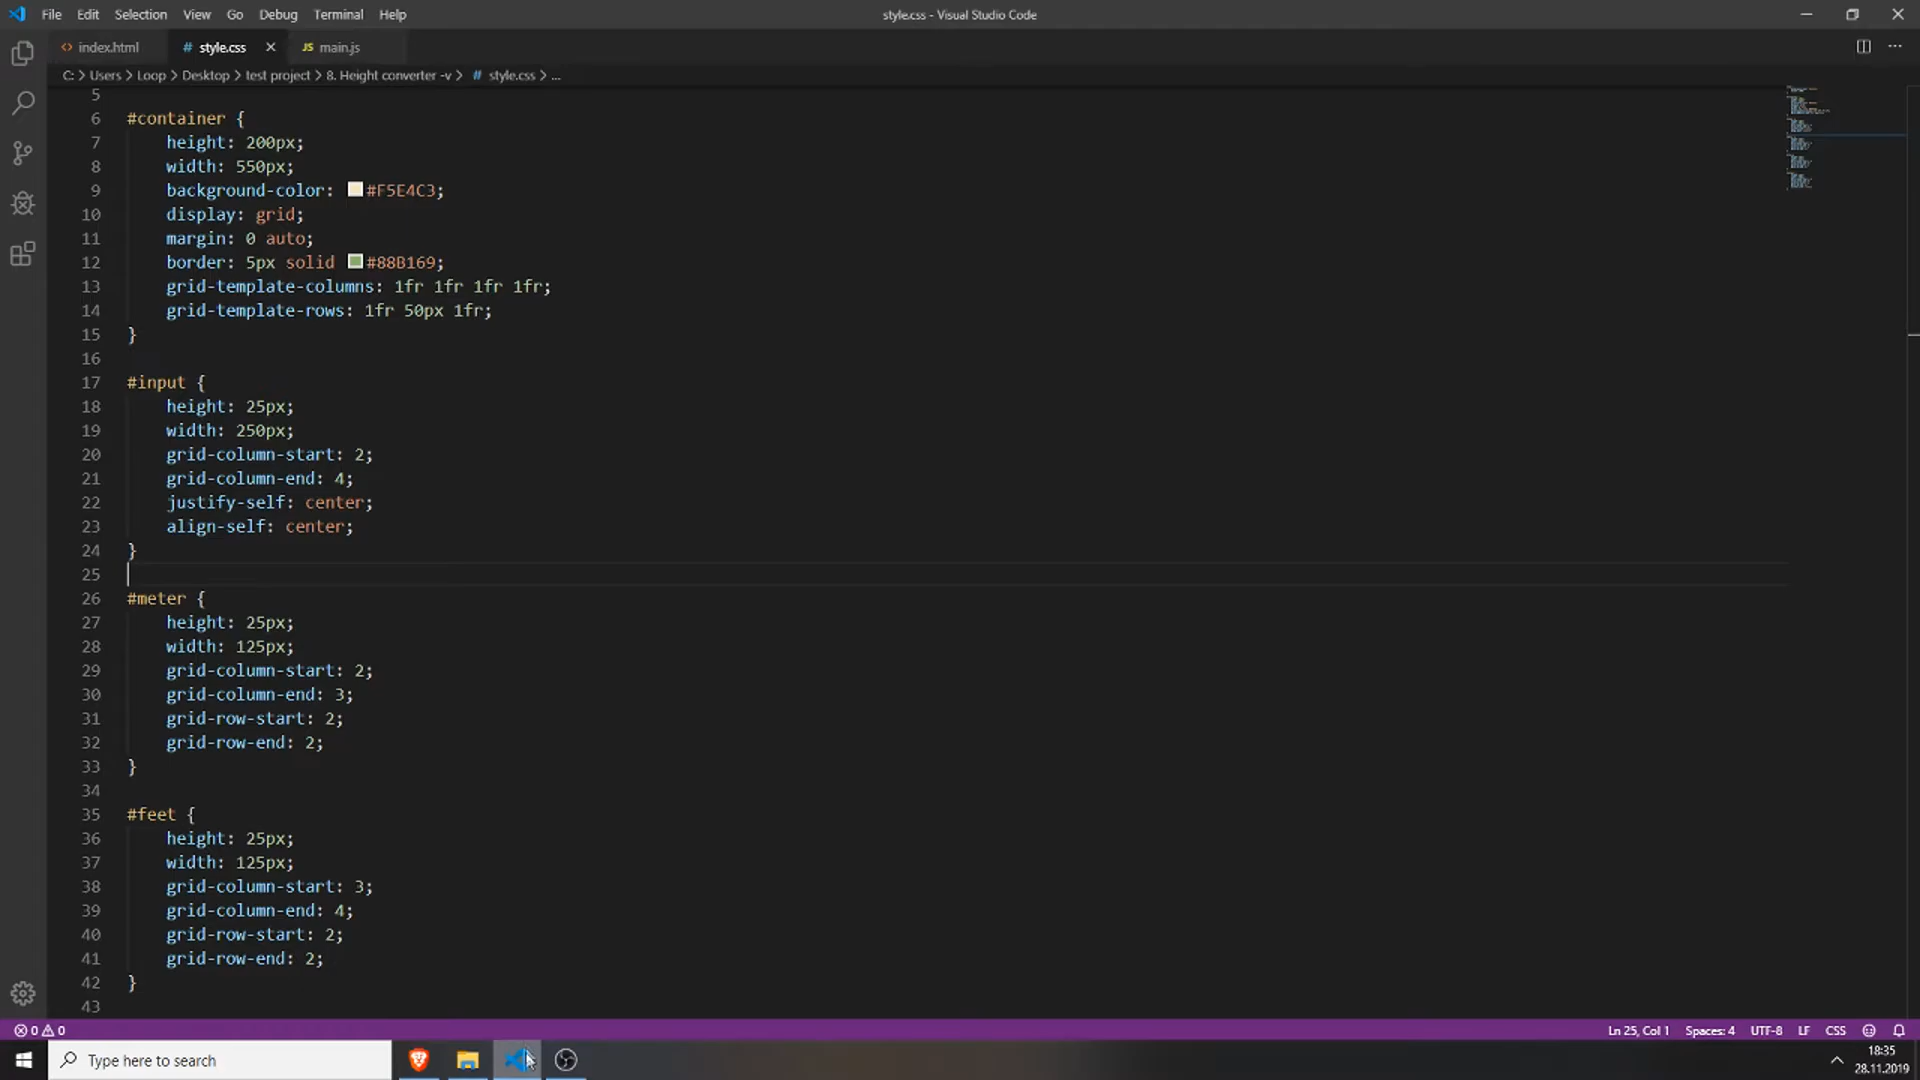 File Edit Selection View Go Debug Terminal Help
style.css - Visual Studio Code
index.html
# style.css
JS main.js
C: > Users > Loop > Desktop > test project > 8. Height converter -v > # style.css > ...
5
6 #container {
7 height: 200px;
8 width: 550px;
9 background-color: #F5E4C3;
10 display: grid;
11 margin: 0 auto;
12 border: 5px solid #88B169;
13 grid-template-columns: 1fr 1fr 1fr 1fr;
14 grid-template-rows: 1fr 50px 1fr;
15 }
16
17 #input {
18 height: 25px;
19 width: 250px;
20 grid-column-start: 2;
21 grid-column-end: 4;
22 justify-self: center;
23 align-self: center;
24 }
25
26 #meter {
27 height: 25px;
28 width: 125px;
29 grid-column-start: 2;
30 grid-column-end: 3;
31 grid-row-start: 2;
32 grid-row-end: 2;
33 }
34
35 #feet {
36 height: 25px;
37 width: 125px;
38 grid-column-start: 3;
39 grid-column-end: 4;
40 grid-row-start: 2;
41 grid-row-end: 2;
42 }
43
0 0
Ln 25, Col 1 Spaces: 4 UTF-8 LF CSS
Type here to search
18:35
28.11.2019